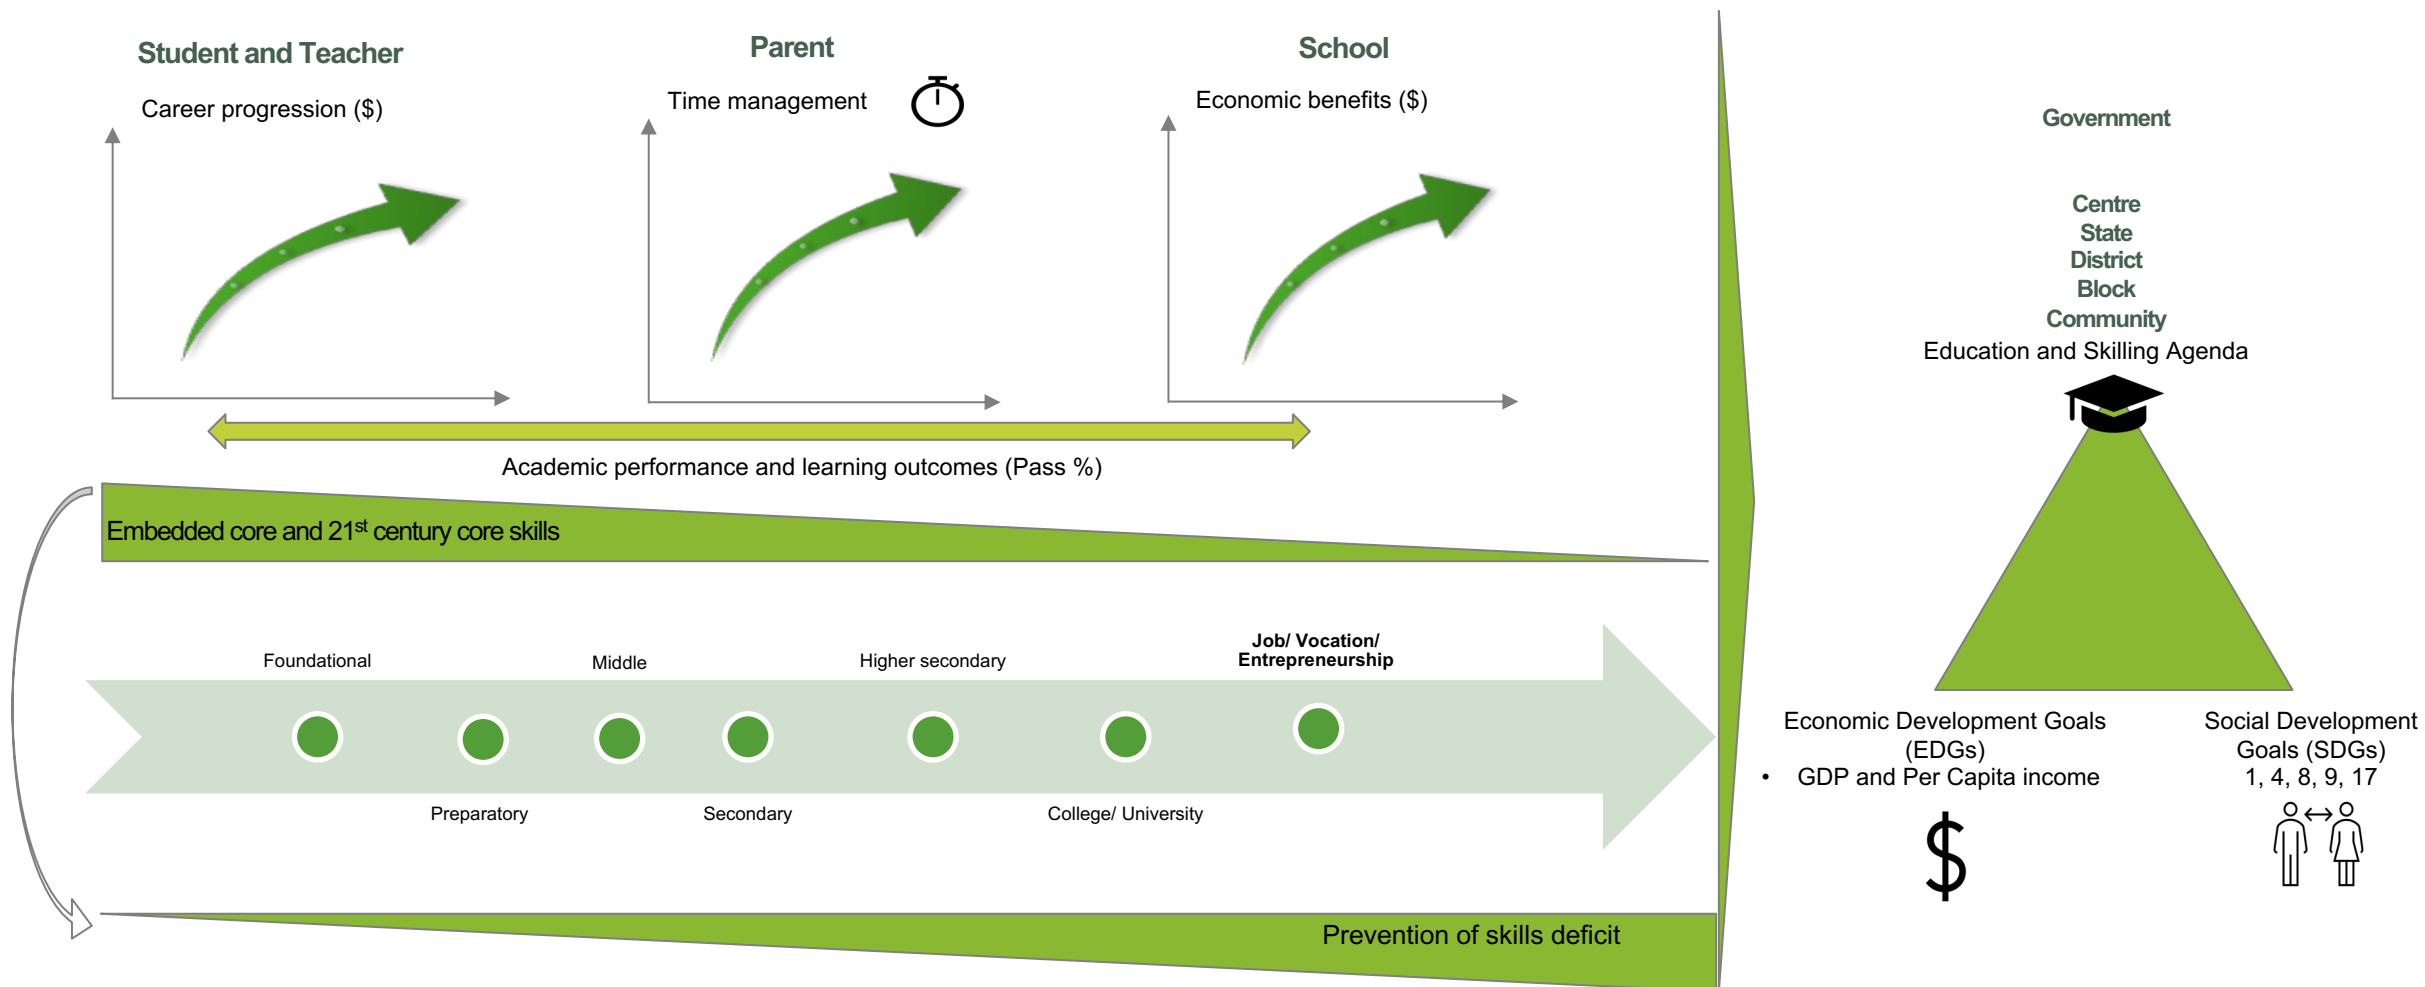 Student and Teacher
Career progression ($)
Parent
Time management
School
Economic benefits ($)
Academic performance and learning outcomes (Pass %)
Embedded core and 21st century core skills
Foundational
Preparatory
Middle
Secondary
Higher secondary
College/ University
Job/ Vocation/
Entrepreneurship
Prevention of skills deficit
Government
Centre
State
District
Block
Community
Education and Skilling Agenda
Economic Development Goals
(EDGs)
• GDP and Per Capita income
$
Social Development
Goals (SDGs)
1, 4, 8, 9, 17